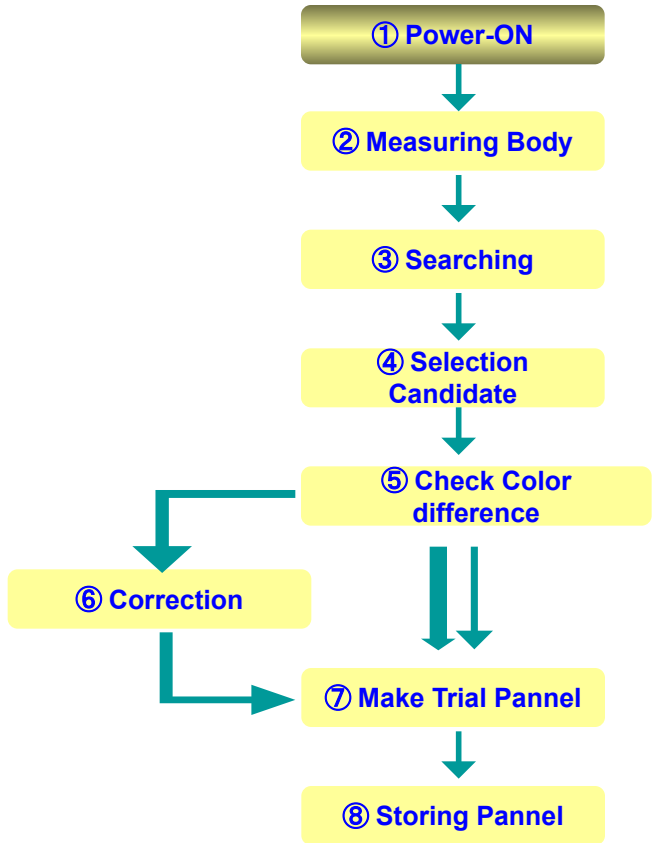 ① Power-ON
② Measuring Body
③ Searching
④ Selection
Candidate
⑤ Check Color
difference
⑥ Correction
⑦ Make Trial Pannel
⑧ Storing Pannel